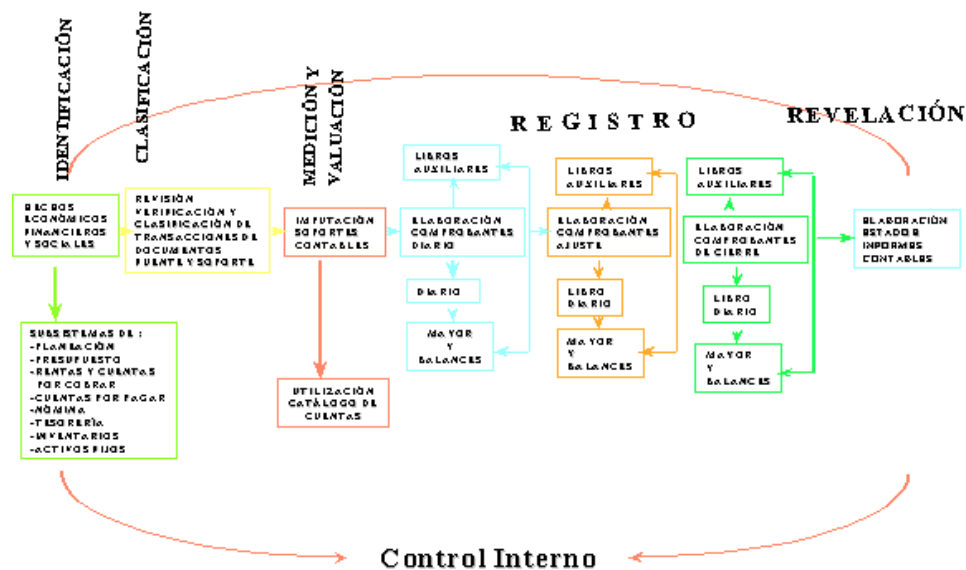 IDENTIFICACIÓN
CLASIFICACIÓN
MEDICIÓN Y
VALUACIÓN
REGISTRO
REVELACIÓN
HECHOS
ECONÓMICOS
FINANCIEROS
Y SOCIALES
REVISIÓN
VERIFICACIÓN Y
CLASIFICACIÓN DE
TRANSACCIONES DE
DOCUMENTOS
FUENTE Y SOPORTE
IMPUTACIÓN
SOPORTES
CONTABLES
LIBROS
AUXILIARES
ELABORACIÓN
COMPROBANTES
DIARIO
DIARIO
MAYOR
Y
BALANCES
LIBROS
AUXILIARES
ELABORACIÓN
COMPROBANTES
AJUSTE
LIBRO
DIARIO
MAYOR
Y
BALANCES
LIBROS
AUXILIARES
ELABORACIÓN
COMPROBANTES
DE CIERRE
LIBRO
DIARIO
MAYOR
Y
BALANCES
ELABORACIÓN
ESTADOS
INFORMES
CONTABLES
SUBSISTEMAS DE :
-PLANEACIÓN
-PRESUPUESTO
-RENTAS Y CUENTAS
POR COBRAR
-CUENTAS POR PAGAR
-NÓMINA
-TESORERÍA
-INVENTARIOS
-ACTIVOS FIJOS
UTILIZACIÓN
CATÁLOGO DE
CUENTAS
Control Interno